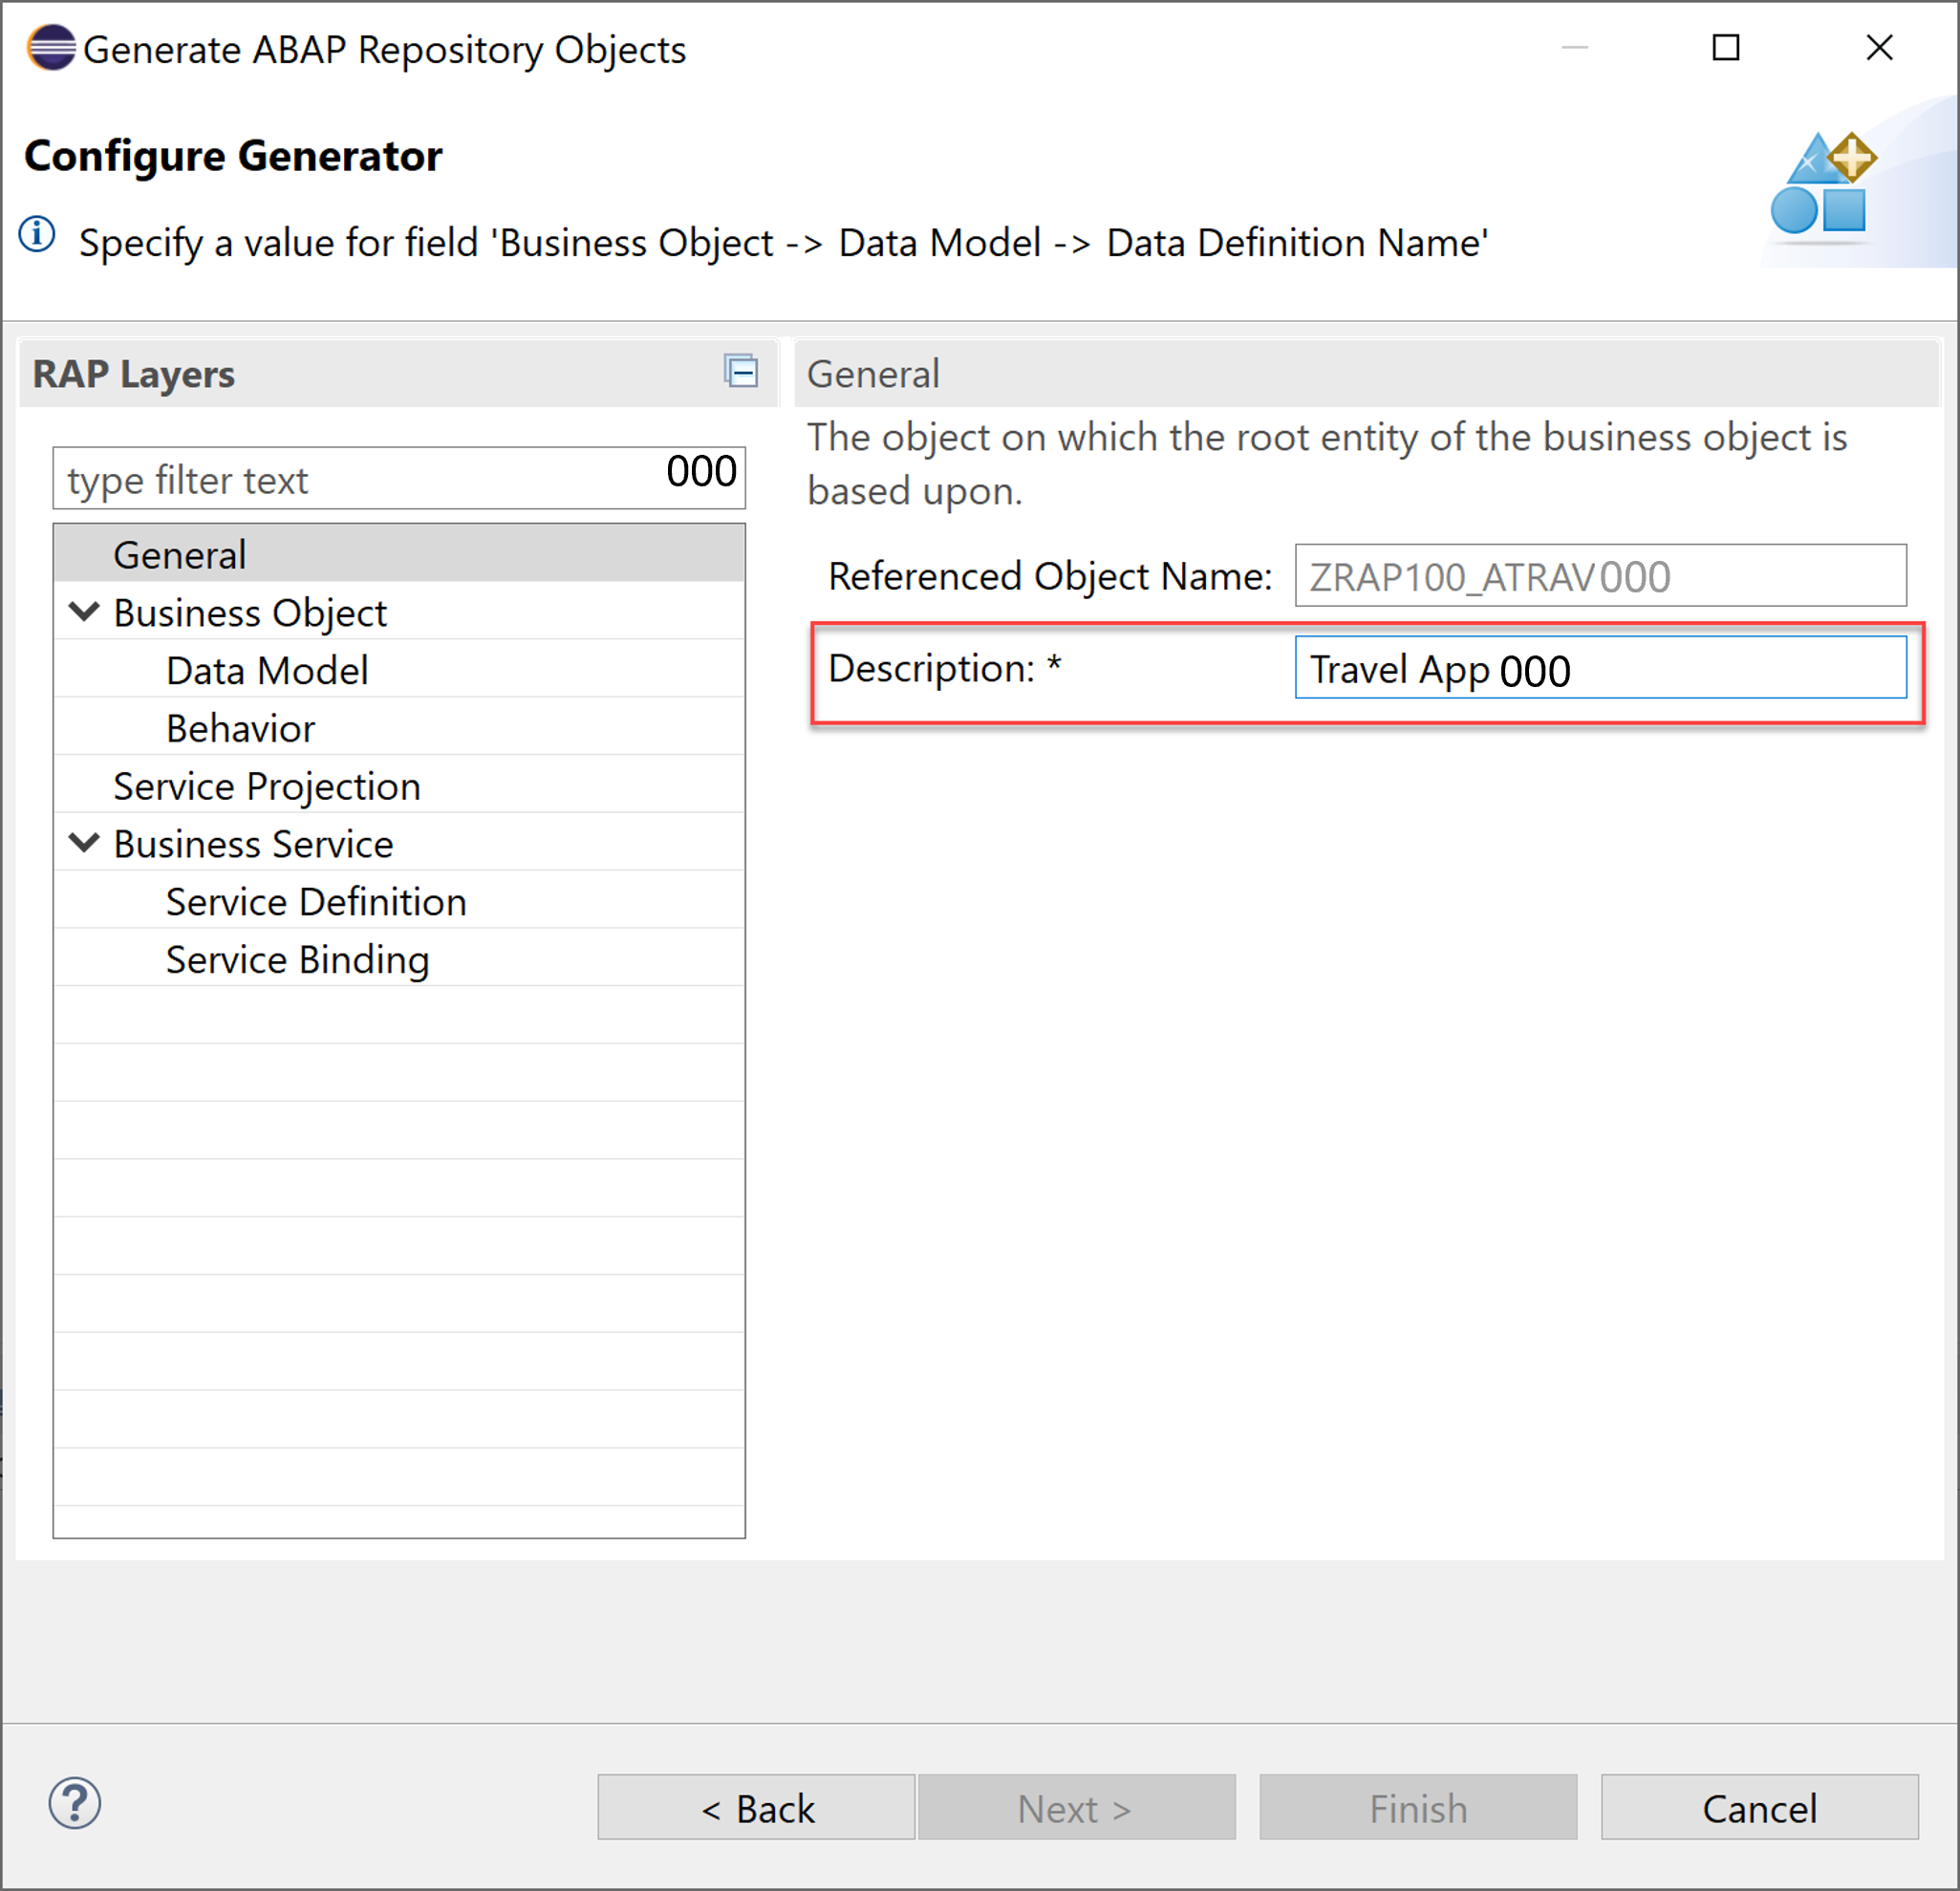 Generate ABAP Repository Objects
Configure Generator
Specify a value for field 'Business Object -> Data Model -> Data Definition Name'
RAP Layers
type filter text 000
General
Business Object
Data Model
Behavior
Service Projection
Business Service
Service Definition
Service Binding
General
The object on which the root entity of the business object is
based upon.
Referenced Object Name: ZRAP100_ATRAV000
Description: * Travel App 000
< Back Next > Finish Cancel